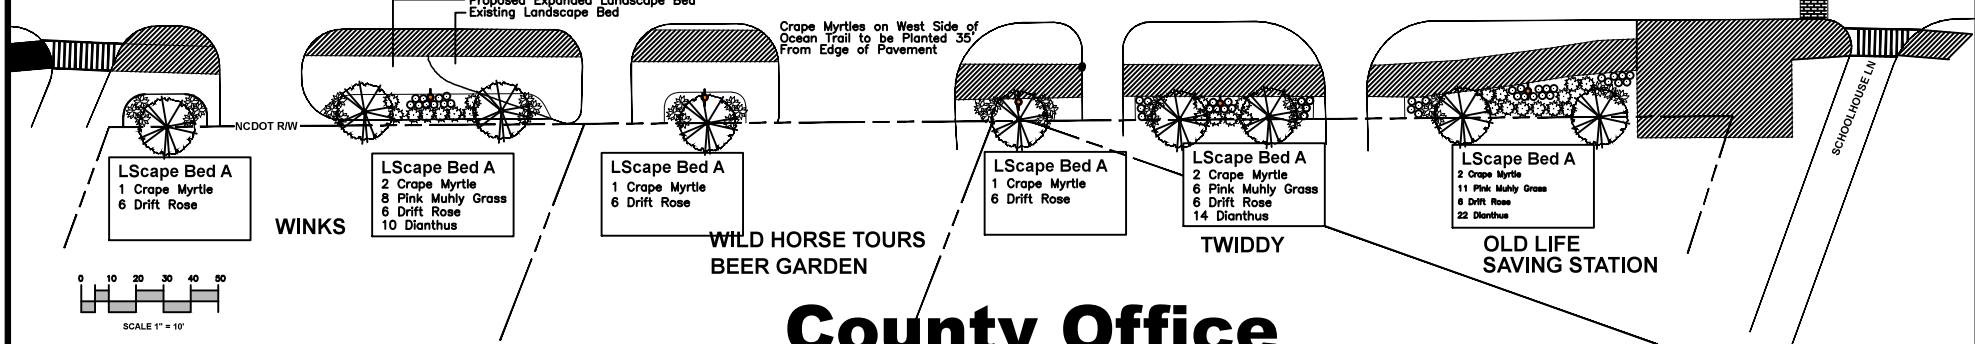 Proposed Expanded Landscape Bed
Existing Landscape Bed
Crape Myrtles on West Side of
Ocean Trail to be Planted 35'
From Edge of Pavement
NCDOT R/W
SCHOOLHOUSE LN
LScape Bed A
1 Crape Myrtle
6 Drift Rose
WINKS
LScape Bed A
2 Crape Myrtle
8 Pink Muhly Grass
6 Drift Rose
10 Dianthus
LScape Bed A
1 Crape Myrtle
6 Drift Rose
WILD HORSE TOURS
BEER GARDEN
LScape Bed A
1 Crape Myrtle
6 Drift Rose
LScape Bed A
2 Crape Myrtle
6 Pink Muhly Grass
6 Drift Rose
14 Dianthus
TWIDDY
LScape Bed A
2 Crape Myrtle
11 Pink Muhly Grass
6 Drift Rose
22 Dianthus
OLD LIFE
SAVING STATION
0 10 20 30 40 50
SCALE 1" = 10'
County Office